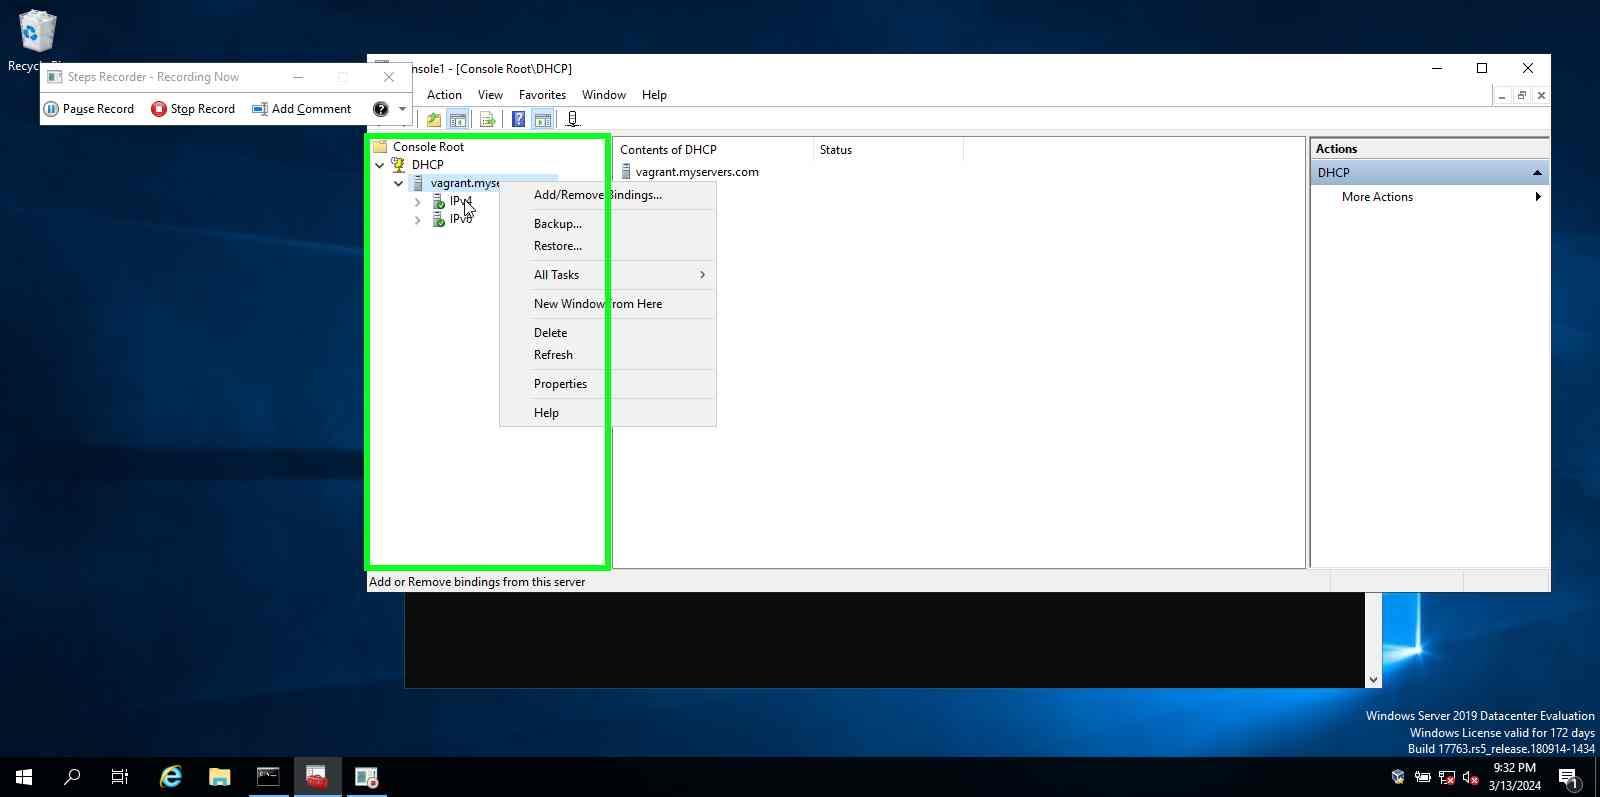 Steps Recorder - Recording Now
Pause Record
Stop Record
Add Comment
[Console Root\DHCP]
Action
View
Favorites
Window
Help
Console Root
DHCP
IPv4
IPv6
Add/Remove Bindings...
Backup...
Restore...
All Tasks
New Window from Here
Delete
Refresh
Properties
Help
Contents of DHCP
Status
vagrant.myservers.com
Actions
DHCP
More Actions
Add or Remove bindings from this server
Windows Server 2019 Datacenter Evaluation
Windows License valid for 172 days
Build 17763.rs5_release.180914-1434
9:32 PM
3/13/2024
1